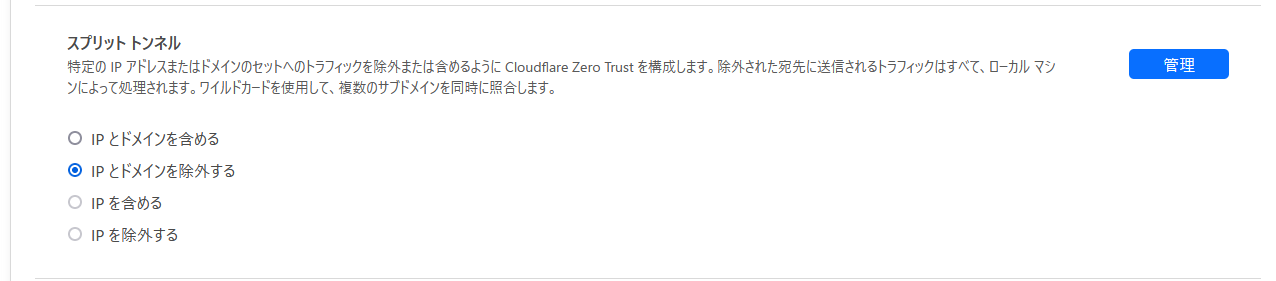 スプリット トンネル
特定の IP アドレスまたはドメインのセットへのトラフィックを除外または含めるように Cloudflare Zero Trust を構成します。除外された宛先に送信されるトラフィックはすべて、ローカル マシ
ンによって処理されます。ワイルドカードを使用して、複数のサブドメインを同時に照合します。
管理
IP とドメインを含める
IP とドメインを除外する
IP を含める
IP を除外する